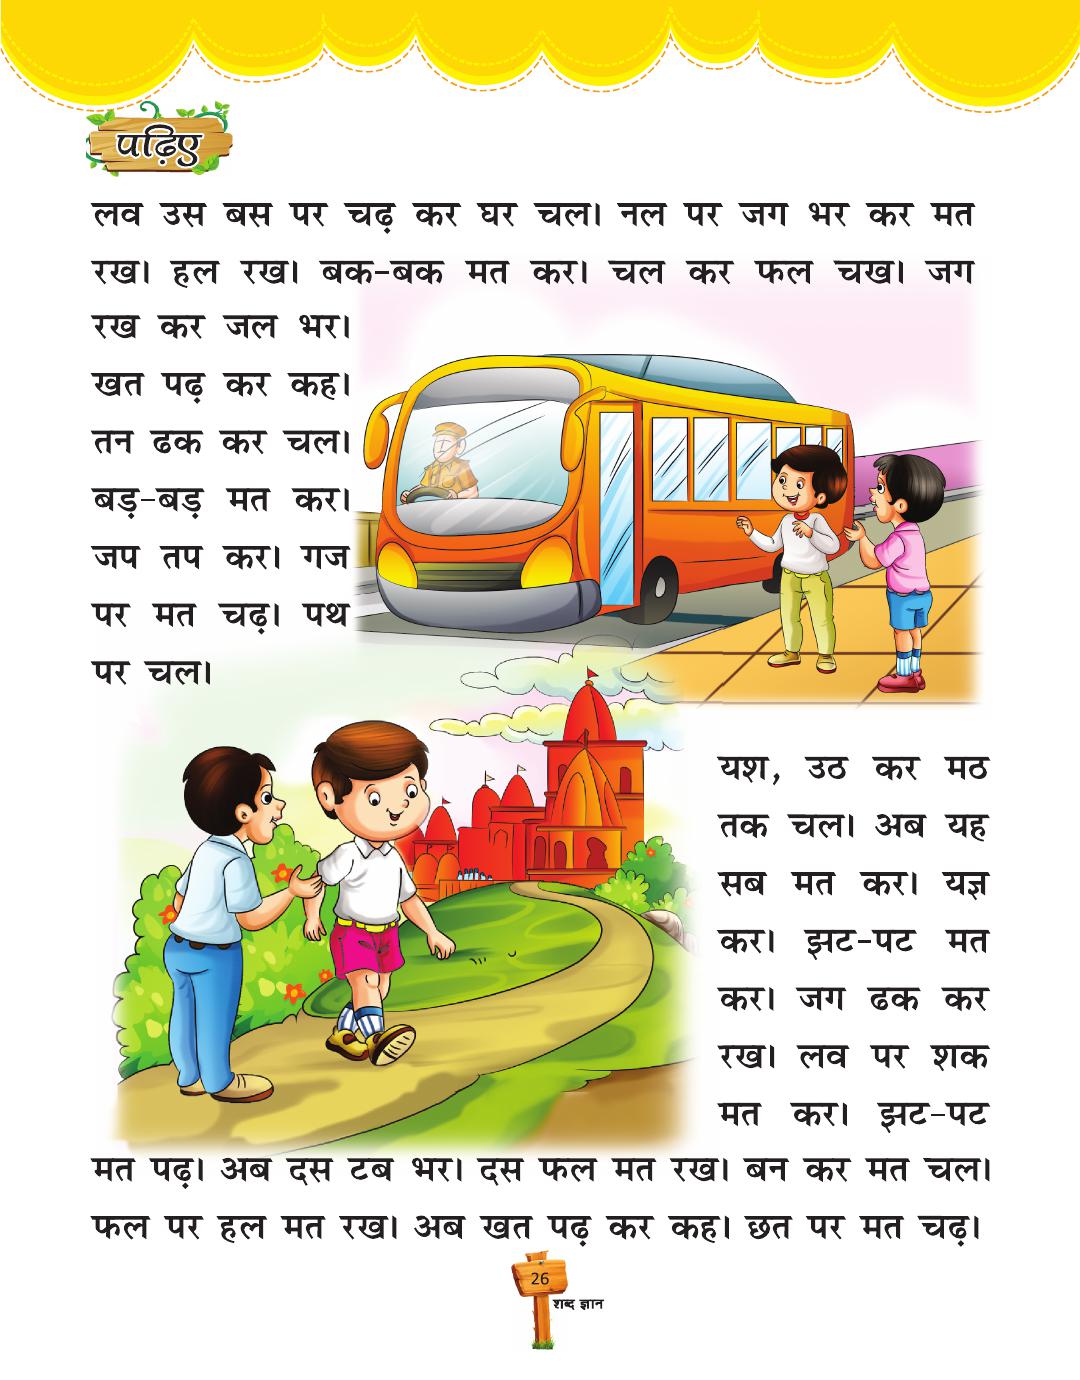 पढ़िए
लव उस बस पर चढ़ कर घर चल। नल पर जग भर कर मत
रख। हल रख। बक-बक मत कर। चल कर फल चख। जग
रख कर जल भर।
खत पढ़ कर कह।
तन ढक कर चल।
बड़-बड़ मत कर।
जप तप कर। गज
पर मत चढ़। पथ
पर चल।
यश, उठ कर मठ
तक चल। अब यह
सब मत कर। यज्ञ
कर। झट-पट मत
कर। जग ढक कर
रख। लव पर शक
मत कर। झट-पट
मत पढ़। अब दस टब भर। दस फल मत रख। बन कर मत चल।
फल पर हल मत रख। अब खत पढ़ कर कह। छत पर मत चढ़।
26
शब्द ज्ञान